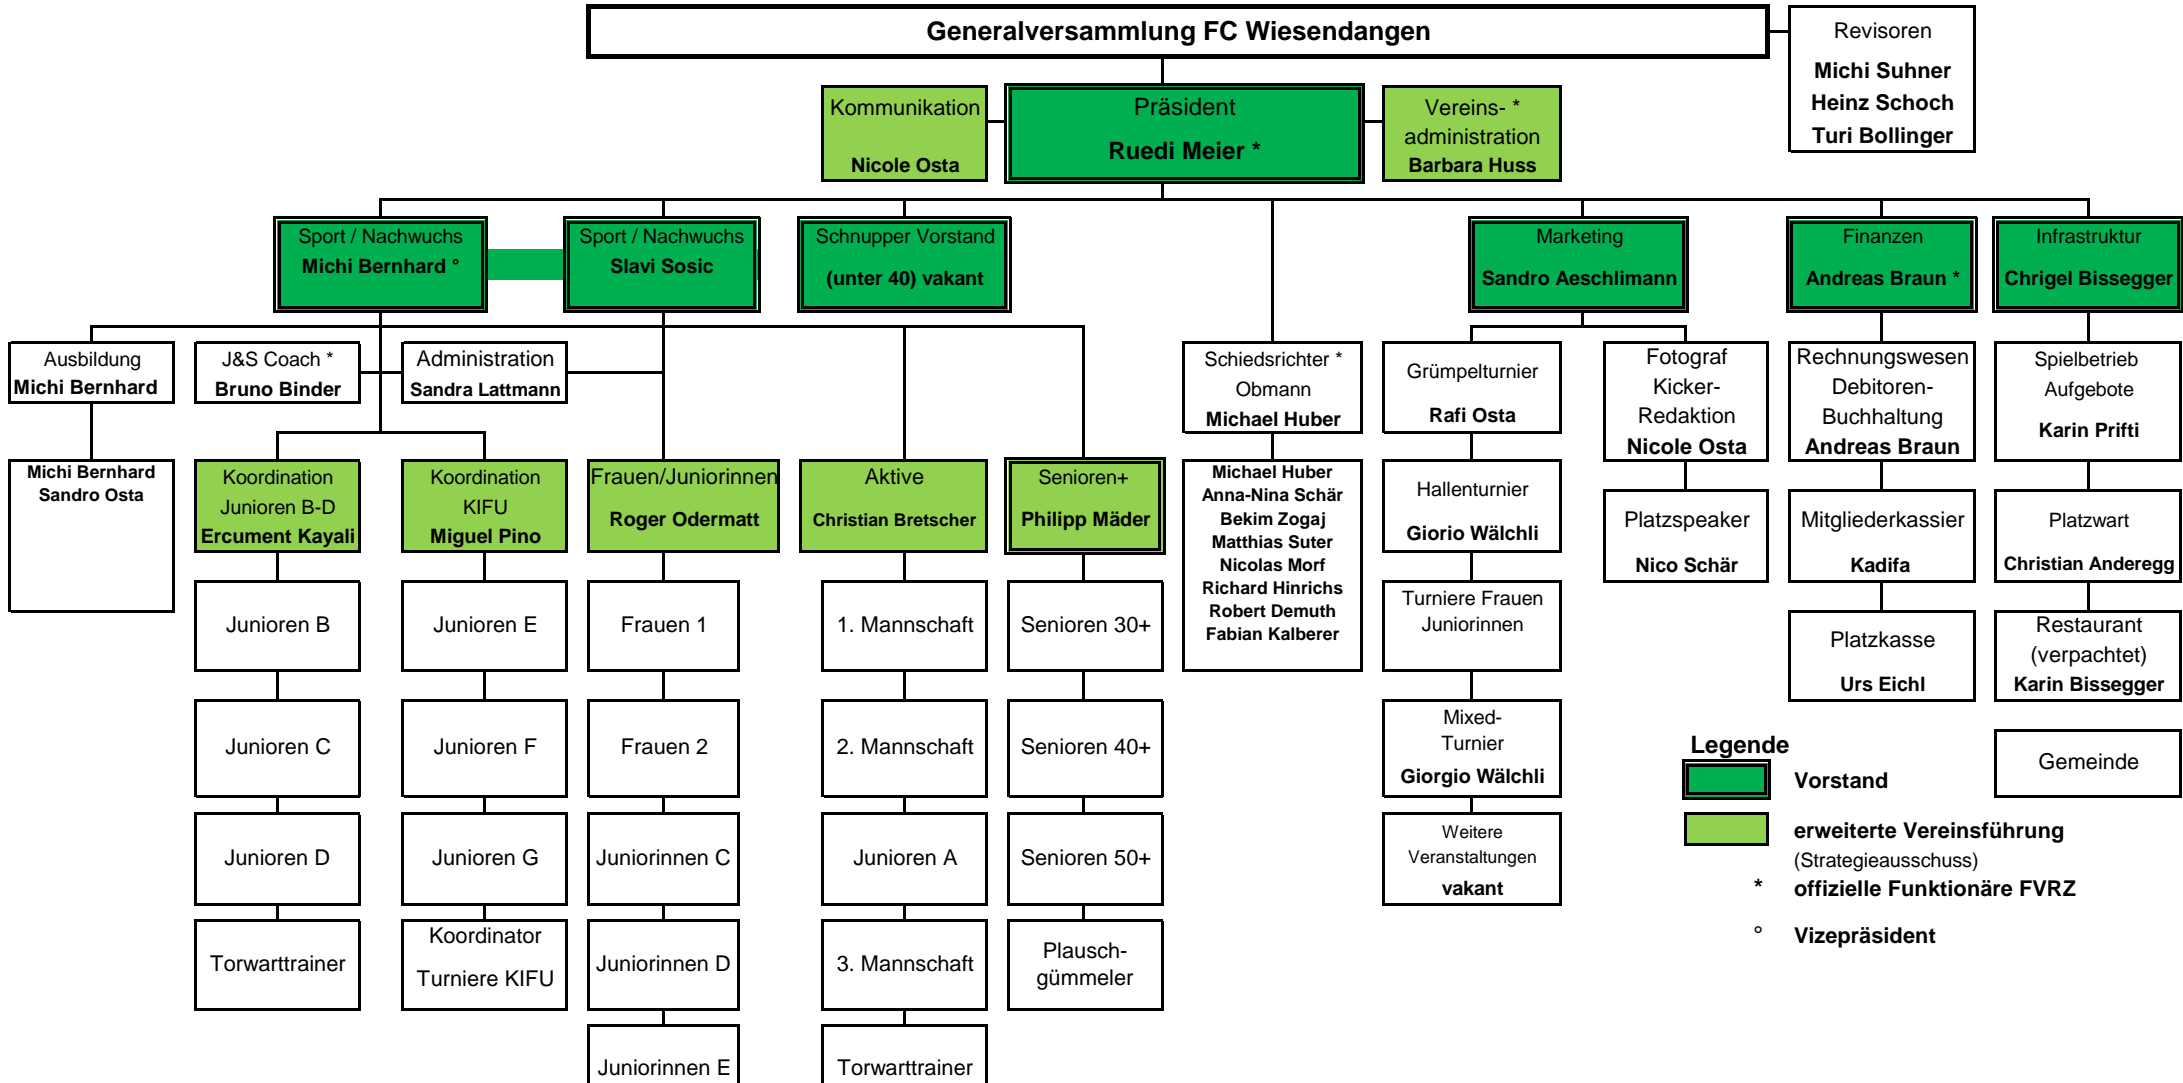 Generalversammlung FC Wiesendangen
Revisoren
Michi Suhner
Heinz Schoch
Turi Bollinger
Kommunikation
Nicole Osta
Präsident
Ruedi Meier *
Vereins- *
administration
Barbara Huss
Sport / Nachwuchs
Michi Bernhard °
Sport / Nachwuchs
Slavi Sosic
Schnupper Vorstand
(unter 40) vakant
Marketing
Sandro Aeschlimann
Finanzen
Andreas Braun *
Infrastruktur
Chrigel Bissegger
Ausbildung
Michi Bernhard
J&S Coach *
Bruno Binder
Administration
Sandra Lattmann
Schiedsrichter *
Obmann
Michael Huber
Grümpelturnier
Rafi Osta
Fotograf
Kicker-
Redaktion
Nicole Osta
Rechnungswesen
Debitoren-
Buchhaltung
Andreas Braun
Spielbetrieb
Aufgebote
Karin Prifti
Michi Bernhard
Sandro Osta
Koordination
Junioren B-D
Ercument Kayali
Koordination
KIFU
Miguel Pino
Frauen/Juniorinnen
Roger Odermatt
Aktive
Christian Bretscher
Senioren+
Philipp Mäder
Michael Huber
Anna-Nina Schär
Bekim Zogaj
Matthias Suter
Nicolas Morf
Richard Hinrichs
Robert Demuth
Fabian Kalberer
Hallenturnier
Giorio Wälchli
Platzspeaker
Nico Schär
Mitgliederkassier
Kadifa
Platzwart
Christian Anderegg
Junioren B
Junioren E
Frauen 1
1. Mannschaft
Senioren 30+
Turniere Frauen
Juniorinnen
Platzkasse
Urs Eichl
Restaurant
(verpachtet)
Karin Bissegger
Junioren C
Junioren F
Frauen 2
2. Mannschaft
Senioren 40+
Mixed-
Turnier
Giorgio Wälchli
Gemeinde
Legende
Vorstand
erweiterte Vereinsführung
(Strategieausschuss)
* offizielle Funktionäre FVRZ
° Vizepräsident
Junioren D
Junioren G
Juniorinnen C
Junioren A
Senioren 50+
Weitere
Veranstaltungen
vakant
Torwarttrainer
Koordinator
Turniere KIFU
Juniorinnen D
3. Mannschaft
Plausch-
gümmeler
Juniorinnen E
Torwarttrainer